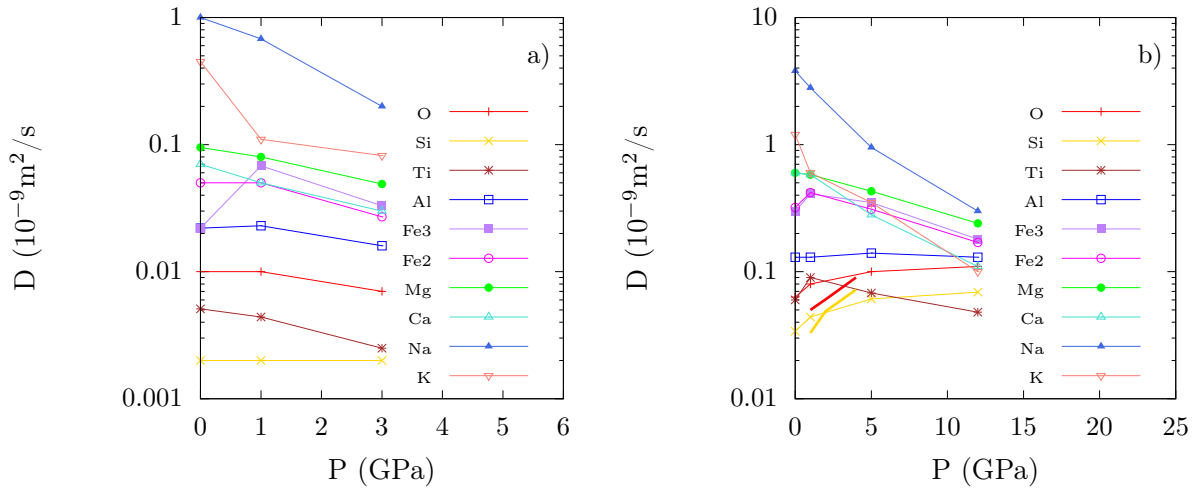 1
0.1
0.01
0.001
D (10⁻⁹m²/s
0 1 2 3 4 5 6
P (GPa)
a)
O
Si
Ti
Al
Fe3
Fe2
Mg
Ca
Na
K
10
1
0.1
0.01
D (10⁻⁹m²/s
0 5 10 15 20 25
P (GPa)
b)
O
Si
Ti
Al
Fe3
Fe2
Mg
Ca
Na
K